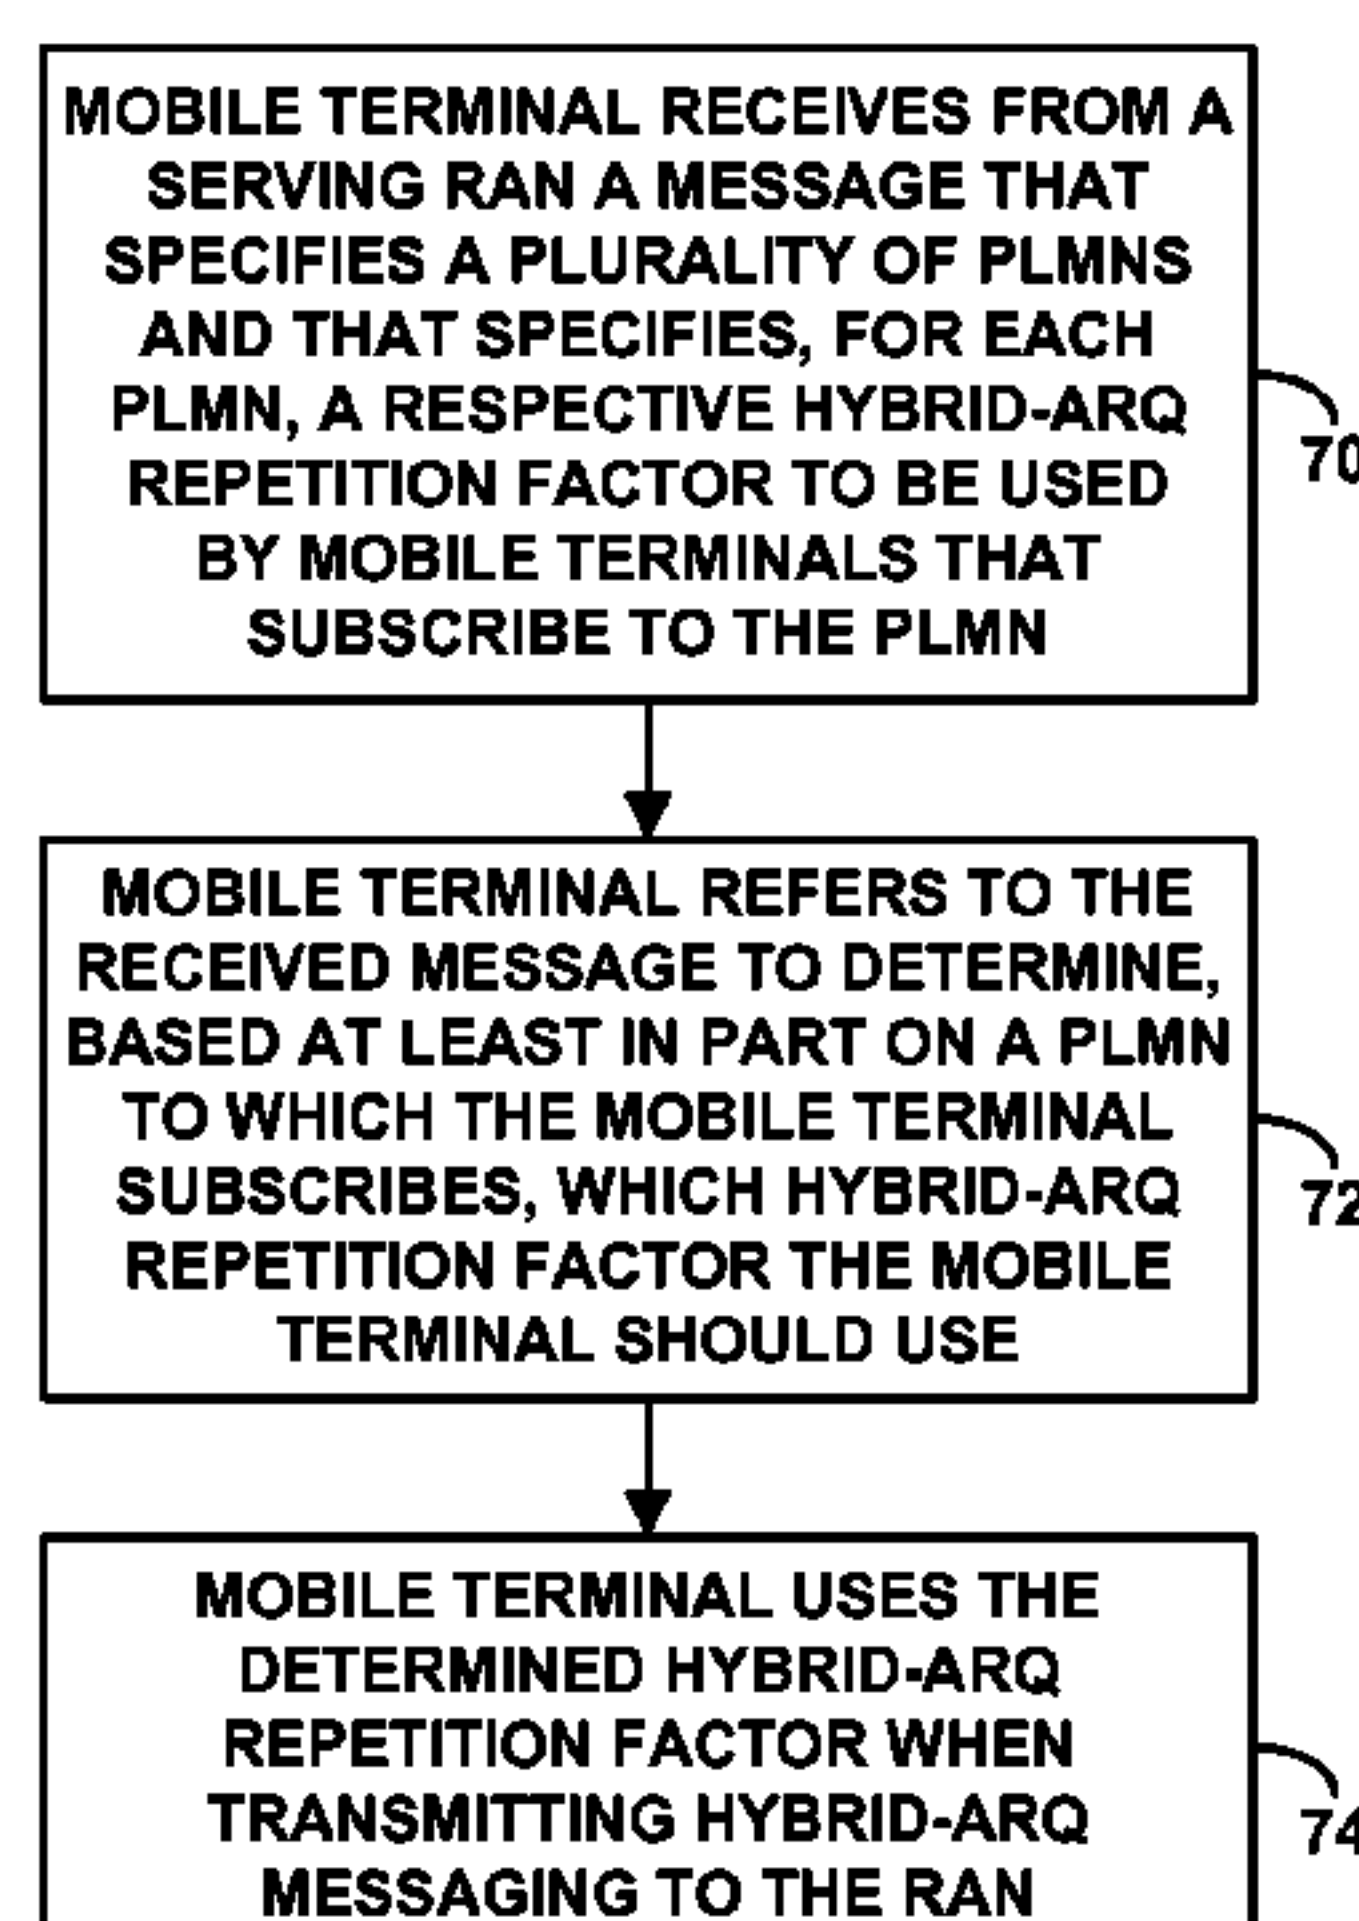 MOBILE TERMINAL RECEIVES FROM A
SERVING RAN A MESSAGE THAT
SPECIFIES A PLURALITY OF PLMNS
AND THAT SPECIFIES, FOR EACH
PLMN, A RESPECTIVE HYBRID-ARQ
REPETITION FACTOR TO BE USED
BY MOBILE TERMINALS THAT
SUBSCRIBE TO THE PLMN
70
MOBILE TERMINAL REFERS TO THE
RECEIVED MESSAGE TO DETERMINE,
BASED AT LEAST IN PART ON A PLMN
TO WHICH THE MOBILE TERMINAL
SUBSCRIBES, WHICH HYBRID-ARQ
REPETITION FACTOR THE MOBILE
TERMINAL SHOULD USE
72
MOBILE TERMINAL USES THE
DETERMINED HYBRID-ARQ
REPETITION FACTOR WHEN
TRANSMITTING HYBRID-ARQ
MESSAGING TO THE RAN
74